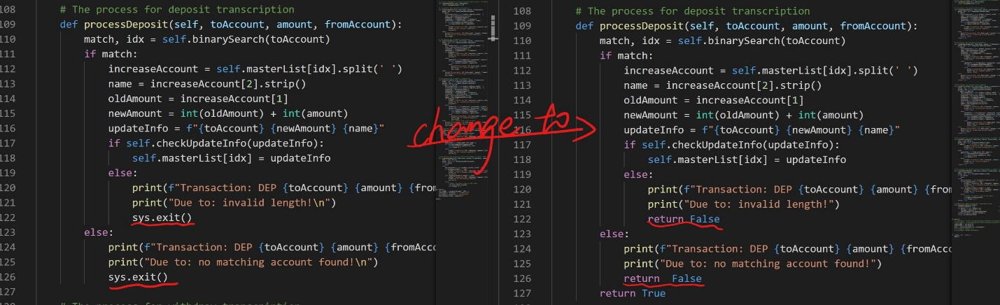 108 # The process for deposit transcription
109 def processDeposit(self, toAccount, amount, fromAccount):
110 match, idx = self.binarySearch(toAccount)
111 if match:
112 increaseAccount = self.masterList[idx].split(' ')
113 name = increaseAccount[2].strip()
114 oldAmount = increaseAccount[1]
115 newAmount = int(oldAmount) + int(amount)
116 updateInfo = f"{toAccount} {newAmount} {name}"
117 if self.checkUpdateInfo(updateInfo):
118 self.masterList[idx] = updateInfo
119 else:
120 print(f"Transaction: DEP {toAccount} {amount} {fron
121 print("Due to: invalid length!\n")
122 sys.exit()
123 else:
124 print(f"Transaction: DEP {toAccount} {amount} {fromAcco
125 print("Due to: no matching account found!\n")
126 sys.exit()
127
# The process for withdraw transcription
change to
108 # The process for deposit transcription
109 def processDeposit(self, toAccount, amount, fromAccount):
110 match, idx = self.binarySearch(toAccount)
111 if match:
112 increaseAccount = self.masterList[idx].split(' ')
113 name = increaseAccount[2].strip()
114 oldAmount = increaseAccount[1]
115 newAmount = int(oldAmount) + int(amount)
116 updateInfo = f"{toAccount} {newAmount} {name}"
117 if self.checkUpdateInfo(updateInfo):
118 self.masterList[idx] = updateInfo
119 else:
120 print(f"Transaction: DEP {toAccount} {amount} {fro
121 print("Due to: invalid length!")
122 return False
123 else:
124 print(f"Transaction: DEP {toAccount} {amount} {fromAcc
125 print("Due to: no matching account found!")
126 return False
127 return True